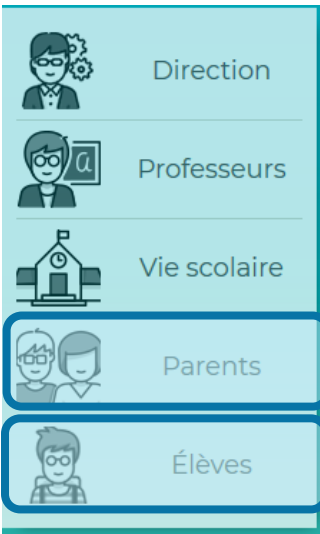 Direction
Professeurs
Vie scolaire
Parents
Élèves